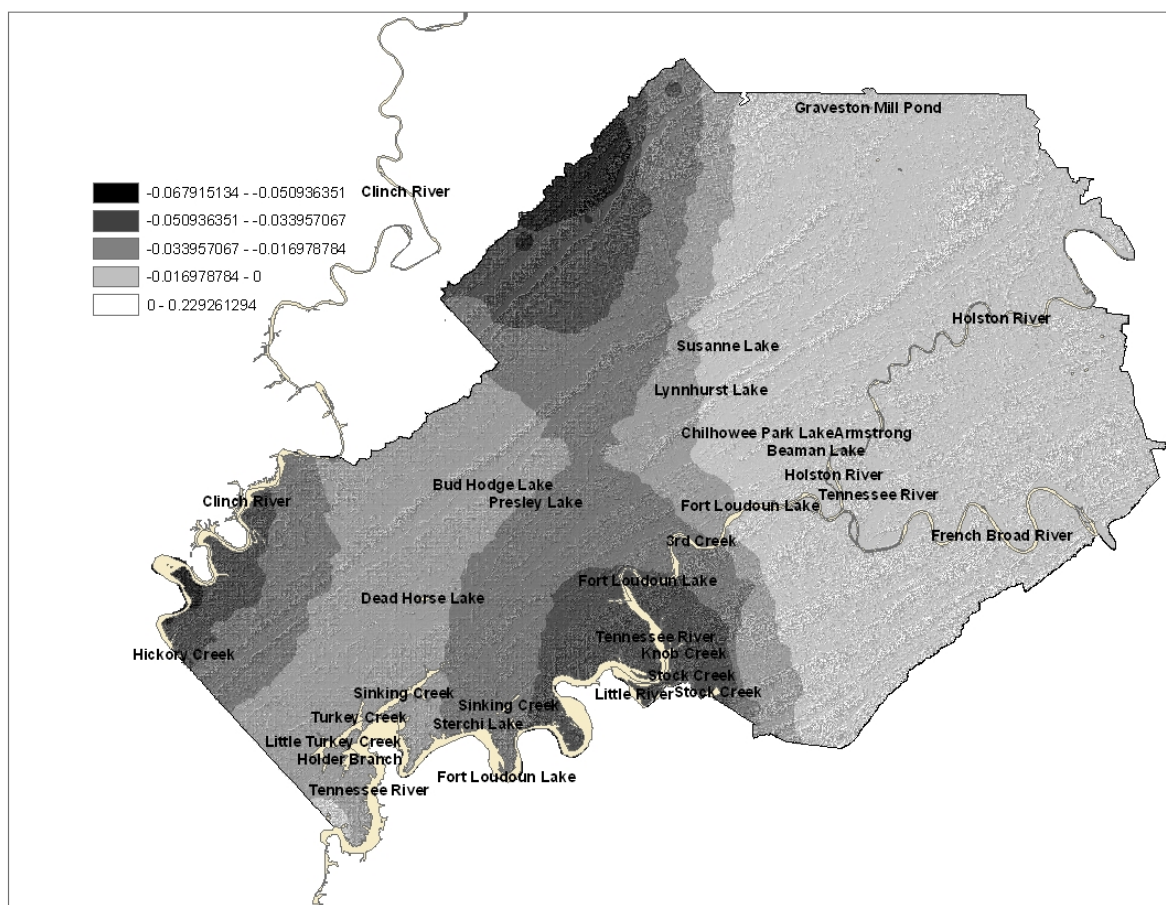 Graveston Mill Pond
Clinch River
-0.067915134 - -0.050936351
-0.050936351 - -0.033957067
-0.033957067 - -0.016978784
-0.016978784 - 0
0 - 0.229261294
Holston River
Susanne Lake
Lynnhurst Lake
Chilhowee Park LakeArmstrong
Beaman Lake
Holston River
Bud Hodge Lake
Clinch River
Tennessee River
Presley Lake
Fort Loudoun Lake
French Broad River
3rd Creek
Fort Loudoun Lake
Dead Horse Lake
Tennessee River
Hickory Creek
Knob Creek
Stock Creek
Little River
Stock Creek
Sinking Creek
Sinking Creek
Turkey Creek
Sterchi Lake
Little Turkey Creek
Holder Branch
Fort Loudoun Lake
Tennessee River